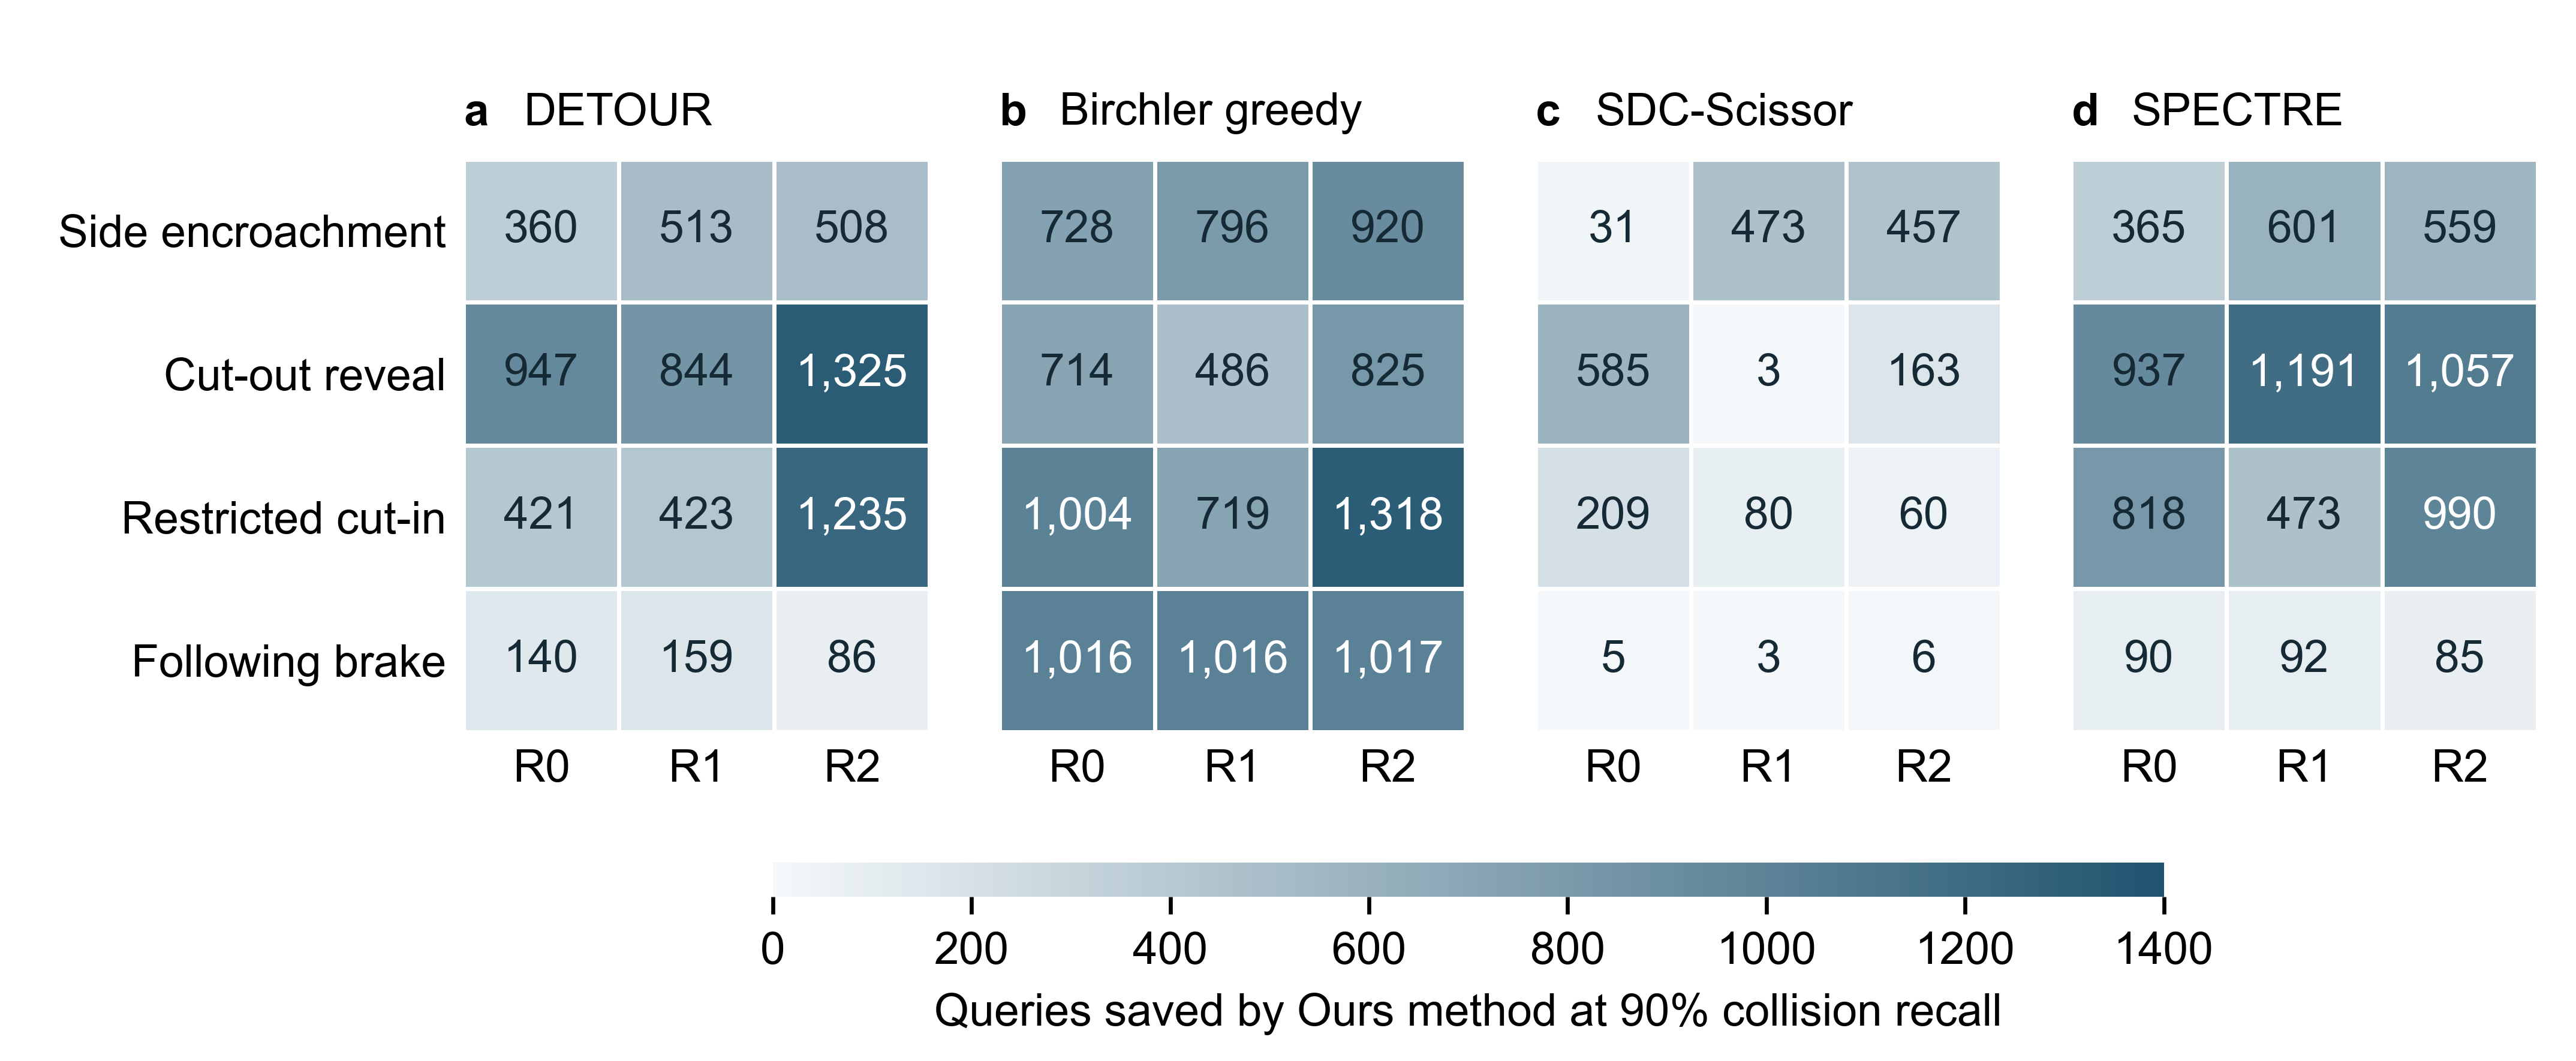 a DETOUR b Birchler greedy c SDC-Scissor d SPECTRE
Side encroachment 360 513 508 728 796 920 31 473 457 365 601 559
Cut-out reveal 947 844 1,325 714 486 825 585 3 163 937 1,191 1,057
Restricted cut-in 421 423 1,235 1,004 719 1,318 209 80 60 818 473 990
Following brake 140 159 86 1,016 1,016 1,017 5 3 6 90 92 85
R0 R1 R2 R0 R1 R2 R0 R1 R2 R0 R1 R2
0 200 400 600 800 1000 1200 1400
Queries saved by Ours method at 90% collision recall